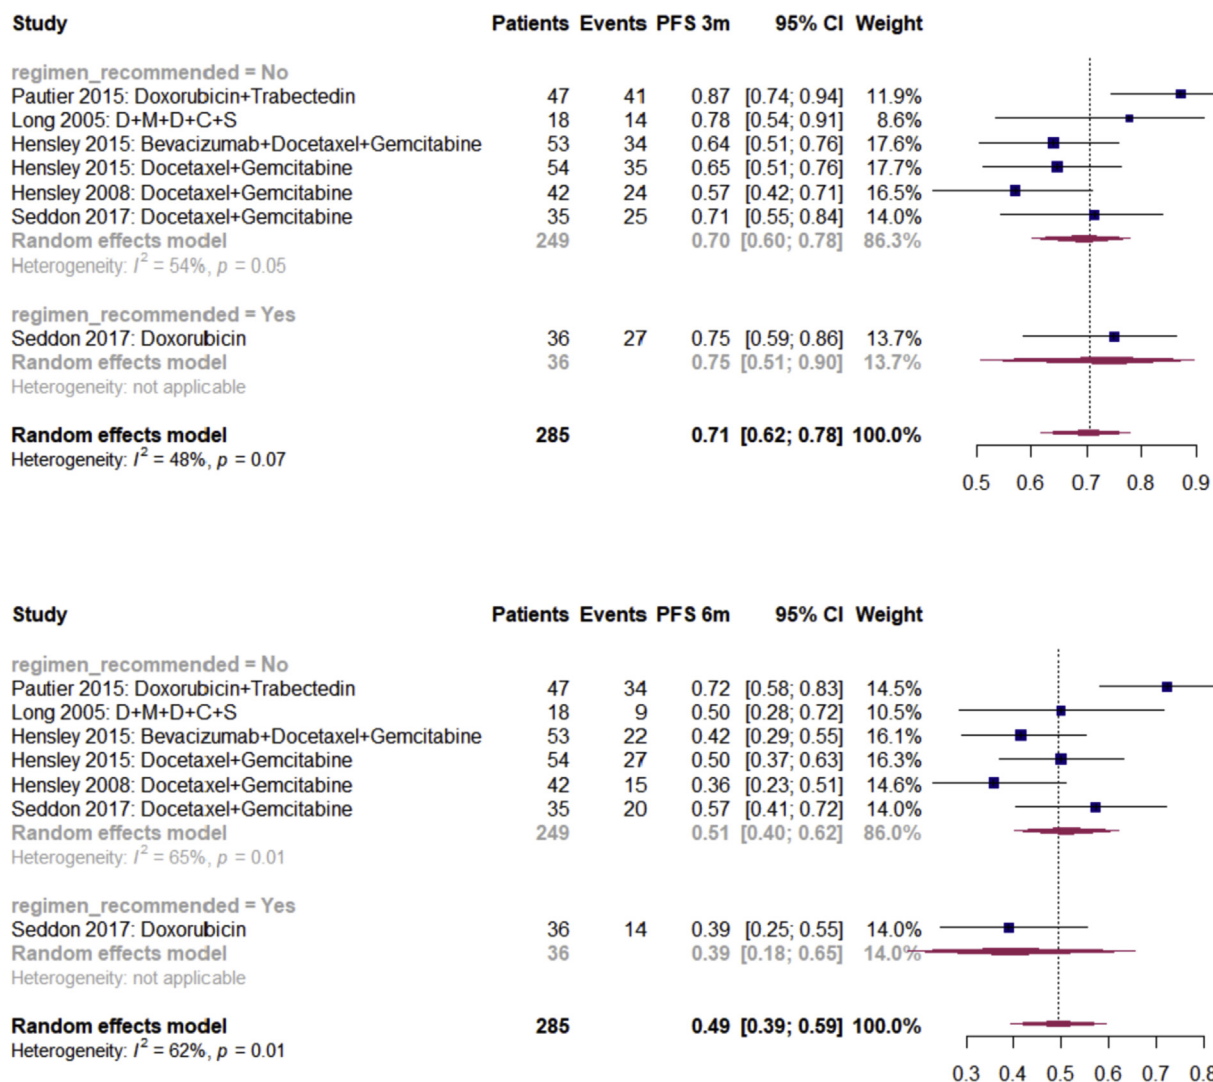 Study Patients Events PFS 3m 95% CI Weight
regimen_recommended = No
Pautier 2015: Doxorubicin+Trabectedin 47 41 0.87 [0.74; 0.94] 11.9%
Long 2005: D+M+D+C+S 18 14 0.78 [0.54; 0.91] 8.6%
Hensley 2015: Bevacizumab+Docetaxel+Gemcitabine 53 34 0.64 [0.51; 0.76] 17.6%
Hensley 2015: Docetaxel+Gemcitabine 54 35 0.65 [0.51; 0.76] 17.7%
Hensley 2008: Docetaxel+Gemcitabine 42 24 0.57 [0.42; 0.71] 16.5%
Seddon 2017: Docetaxel+Gemcitabine 35 25 0.71 [0.55; 0.84] 14.0%
Random effects model 249 0.70 [0.60; 0.78] 86.3%
Heterogeneity: I² = 54%, p = 0.05
regimen_recommended = Yes
Seddon 2017: Doxorubicin 36 27 0.75 [0.59; 0.86] 13.7%
Random effects model 36 0.75 [0.51; 0.90] 13.7%
Heterogeneity: not applicable
Random effects model 285 0.71 [0.62; 0.78] 100.0%
Heterogeneity: I² = 48%, p = 0.07
0.5 0.6 0.7 0.8 0.9
Study Patients Events PFS 6m 95% CI Weight
regimen_recommended = No
Pautier 2015: Doxorubicin+Trabectedin 47 34 0.72 [0.58; 0.83] 14.5%
Long 2005: D+M+D+C+S 18 9 0.50 [0.28; 0.72] 10.5%
Hensley 2015: Bevacizumab+Docetaxel+Gemcitabine 53 22 0.42 [0.29; 0.55] 16.1%
Hensley 2015: Docetaxel+Gemcitabine 54 27 0.50 [0.37; 0.63] 16.3%
Hensley 2008: Docetaxel+Gemcitabine 42 15 0.36 [0.23; 0.51] 14.6%
Seddon 2017: Docetaxel+Gemcitabine 35 20 0.57 [0.41; 0.72] 14.0%
Random effects model 249 0.51 [0.40; 0.62] 86.0%
Heterogeneity: I² = 65%, p = 0.01
regimen_recommended = Yes
Seddon 2017: Doxorubicin 36 14 0.39 [0.25; 0.55] 14.0%
Random effects model 36 0.39 [0.18; 0.65] 14.0%
Heterogeneity: not applicable
Random effects model 285 0.49 [0.39; 0.59] 100.0%
Heterogeneity: I² = 62%, p = 0.01
0.3 0.4 0.5 0.6 0.7 0.8